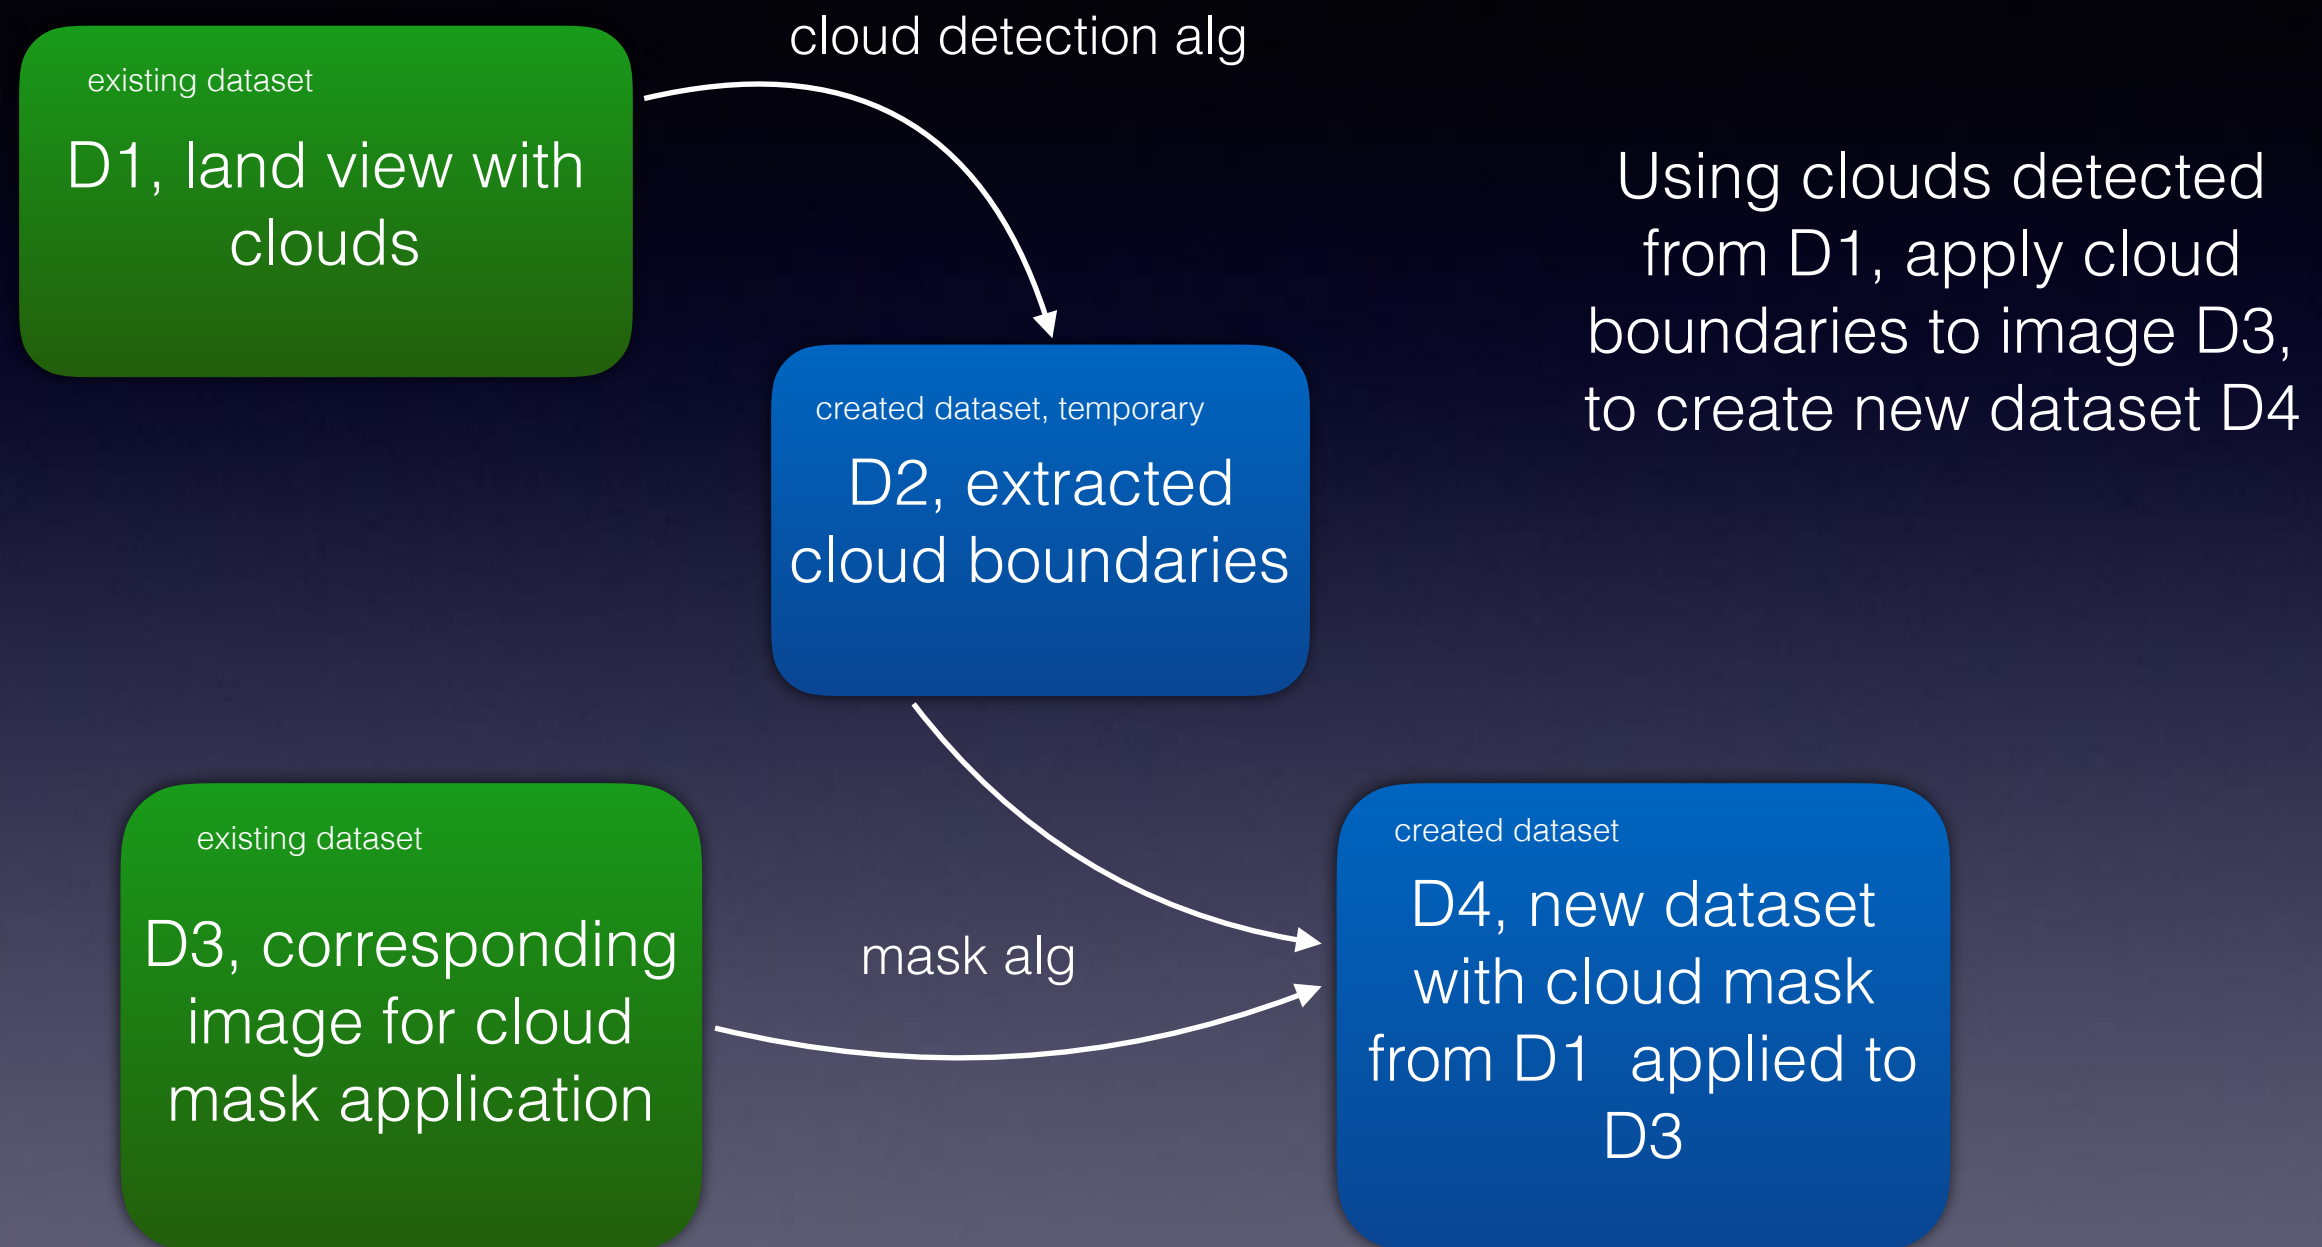 cloud detection alg
existing dataset
D1, land view with
clouds
Using clouds detected
from D1, apply cloud
boundaries to image D3,
to create new dataset D4
created dataset, temporary
D2, extracted
cloud boundaries
existing dataset
D3, corresponding
image for cloud
mask application
mask alg
created dataset
D4, new dataset
with cloud mask
from D1  applied to
D3